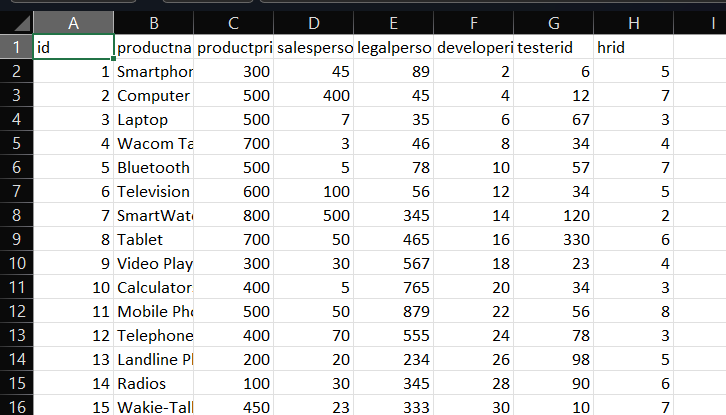 A B C D E F G H I
1 id productna productpri salesperso legalperso developeri testerid hrid
2 1 Smartphor 300 45 89 2 6 5
3 2 Computer 500 400 45 4 12 7
4 3 Laptop 500 7 35 6 67 3
5 4 Wacom Ta 700 3 46 8 34 4
6 5 Bluetooth 500 5 78 10 57 7
7 6 Television 600 100 56 12 34 5
8 7 SmartWat 800 500 345 14 120 2
9 8 Tablet 700 50 465 16 330 6
10 9 Video Play 300 30 567 18 23 4
11 10 Calculator 400 5 765 20 34 3
12 11 Mobile Ph 500 50 879 22 56 8
13 12 Telephone 400 70 555 24 78 3
14 13 Landline P 200 20 234 26 98 5
15 14 Radios 100 30 345 28 90 6
16 15 Wakie-Tal 450 23 333 30 10 7